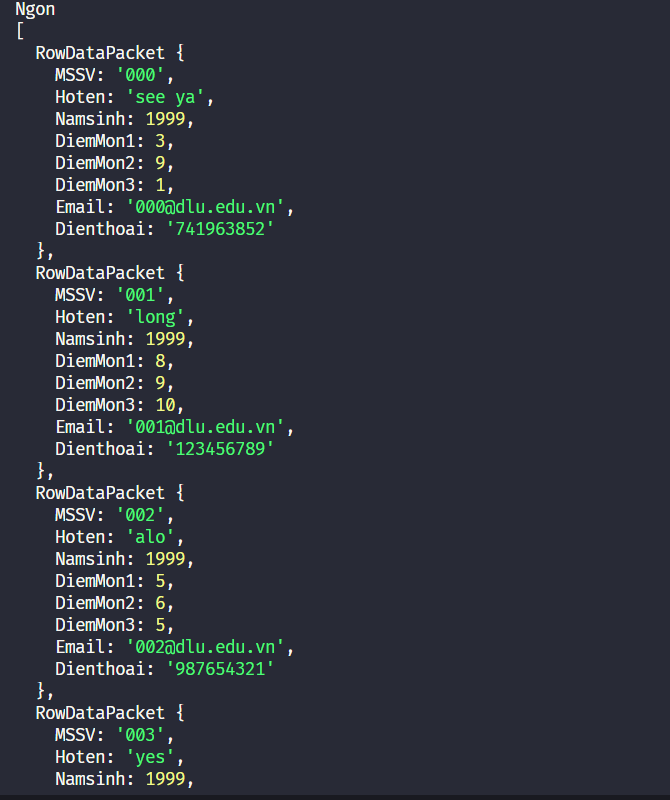 Ngon
[
RowDataPacket {
MSSV: '000',
Hoten: 'see ya',
Namsinh: 1999,
DiemMon1: 3,
DiemMon2: 9,
DiemMon3: 1,
Email: '000@dlu.edu.vn',
Dienthoai: '741963852'
},
RowDataPacket {
MSSV: '001',
Hoten: 'long',
Namsinh: 1999,
DiemMon1: 8,
DiemMon2: 9,
DiemMon3: 10,
Email: '001@dlu.edu.vn',
Dienthoai: '123456789'
},
RowDataPacket {
MSSV: '002',
Hoten: 'alo',
Namsinh: 1999,
DiemMon1: 5,
DiemMon2: 6,
DiemMon3: 5,
Email: '002@dlu.edu.vn',
Dienthoai: '987654321'
},
RowDataPacket {
MSSV: '003',
Hoten: 'yes',
Namsinh: 1999,